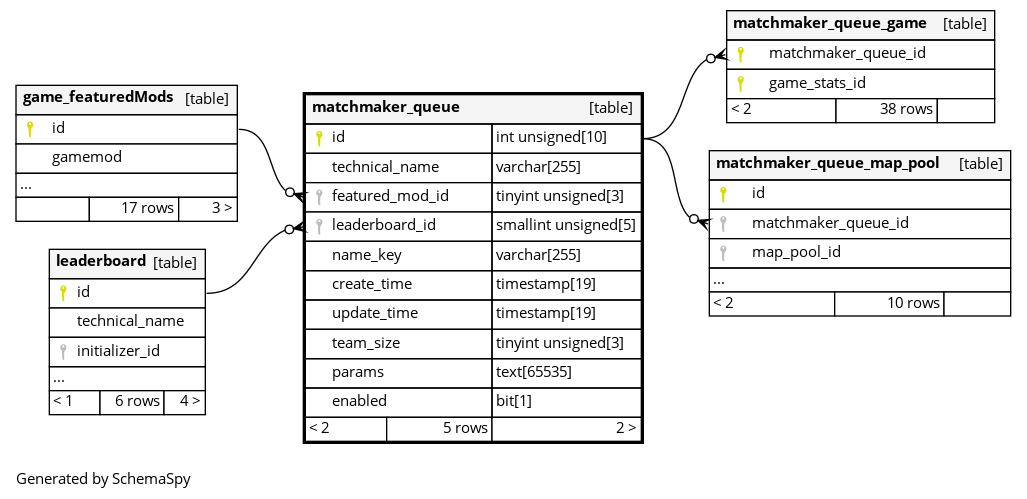 game_featuredMods [table]
id
gamemod
...
17 rows 3 >
leaderboard [table]
id
technical_name
initializer_id
...
< 1 6 rows 4 >
matchmaker_queue [table]
id int unsigned[10]
technical_name varchar[255]
featured_mod_id tinyint unsigned[3]
leaderboard_id smallint unsigned[5]
name_key varchar[255]
create_time timestamp[19]
update_time timestamp[19]
team_size tinyint unsigned[3]
params text[65535]
enabled bit[1]
< 2 5 rows 2 >
matchmaker_queue_game [table]
matchmaker_queue_id
game_stats_id
< 2 38 rows
matchmaker_queue_map_pool [table]
id
matchmaker_queue_id
map_pool_id
...
< 2 10 rows
Generated by SchemaSpy